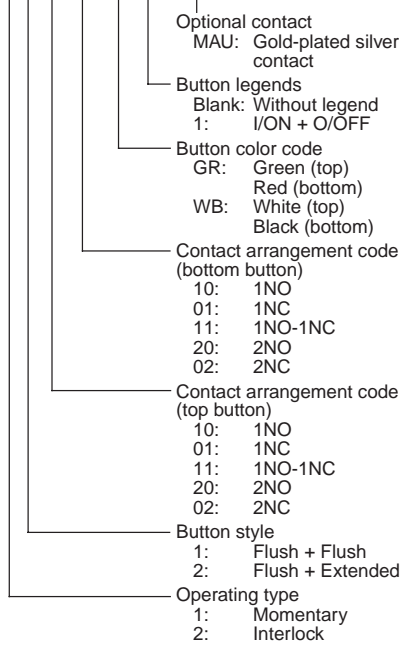 Optional contact
MAU: Gold-plated silver
contact
Button legends
Blank: Without legend
1: I/ON + O/OFF
Button color code
GR: Green (top)
Red (bottom)
WB: White (top)
Black (bottom)
Contact arrangement code
(bottom button)
10: 1NO
01: 1NC
11: 1NO-1NC
20: 2NO
02: 2NC
Contact arrangement code
(top button)
10: 1NO
01: 1NC
11: 1NO-1NC
20: 2NO
02: 2NC
Button style
1: Flush + Flush
2: Flush + Extended
Operating type
1: Momentary
2: Interlock